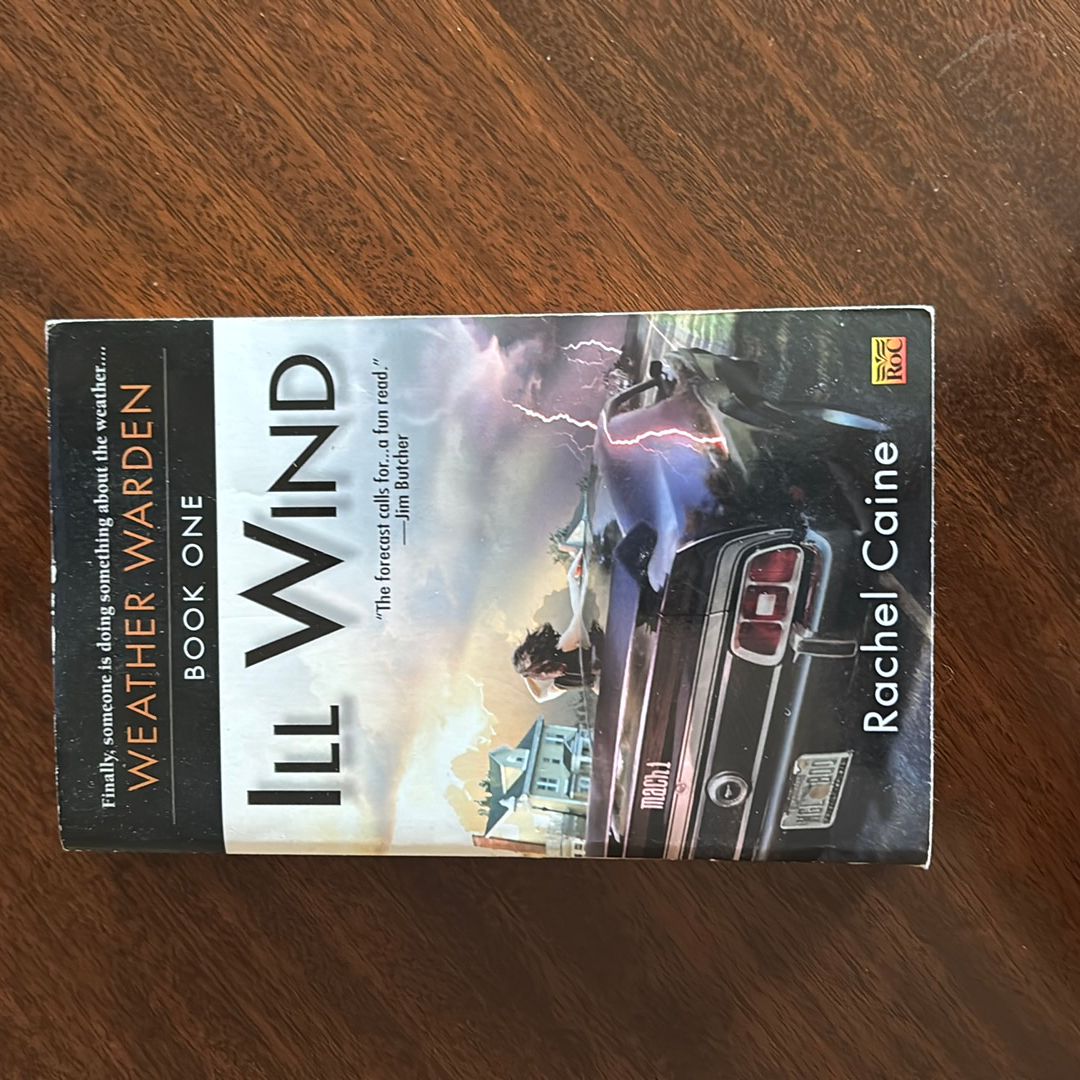 Finally, someone is doing something about the weather....
WEATHER WARDEN
BOOK ONE
ILL WIND
"The forecast calls for...a fun read."
—Jim Butcher
mach 1
Rachel Caine
ROC